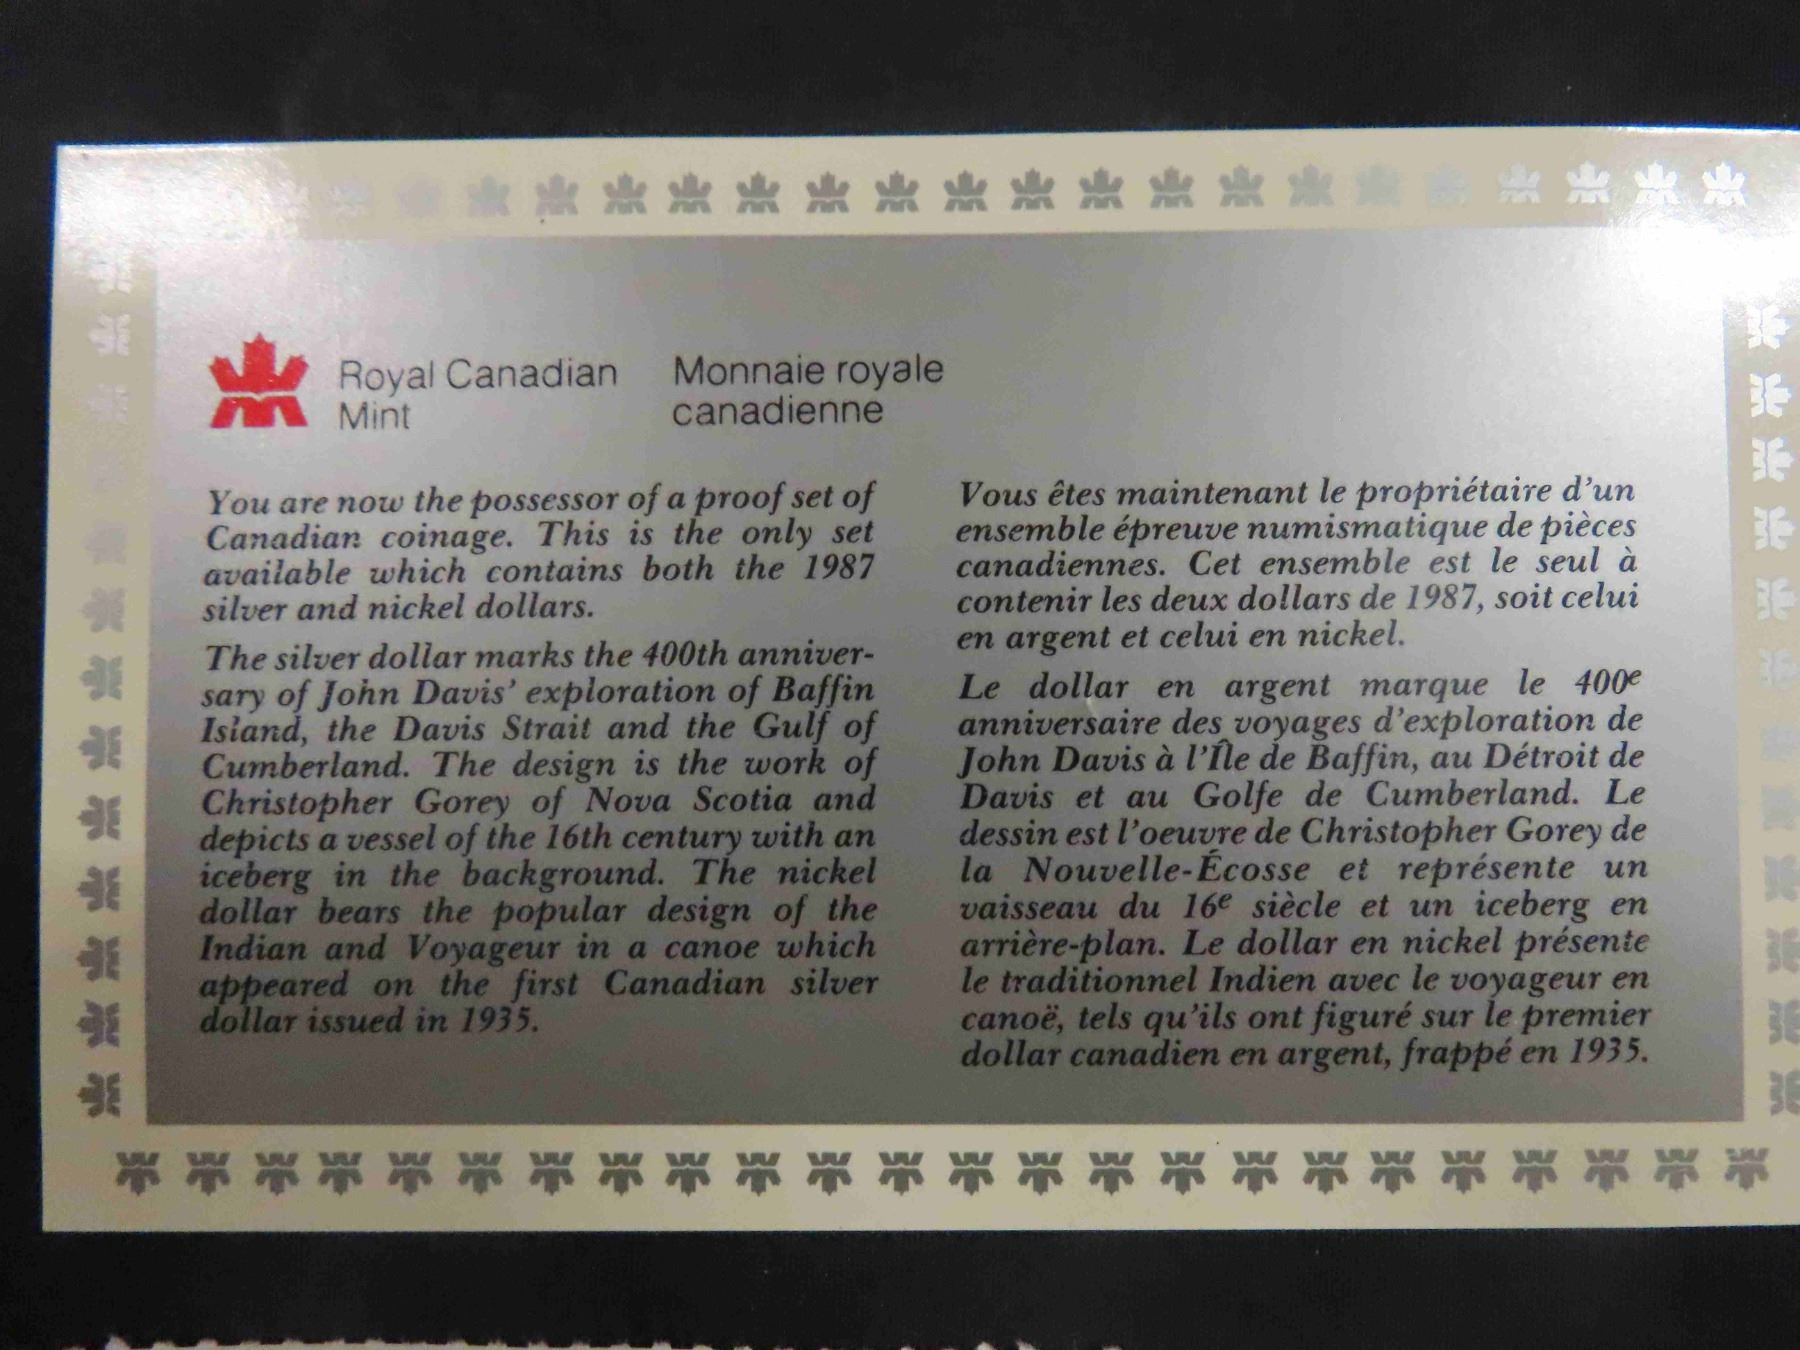 Royal Canadian
Mint
Monnaie royale
canadienne
You are now the possessor of a proof set of
Canadian coinage. This is the only set
available which contains both the 1987
silver and nickel dollars.
The silver dollar marks the 400th anniver-
sary of John Davis' exploration of Baffin
Island, the Davis Strait and the Gulf of
Cumberland. The design is the work of
Christopher Gorey of Nova Scotia and
depicts a vessel of the 16th century with an
iceberg in the background. The nickel
dollar bears the popular design of the
Indian and Voyageur in a canoe which
appeared on the first Canadian silver
dollar issued in 1935.
Vous êtes maintenant le propriétaire d'un
ensemble épreuve numismatique de pièces
canadiennes. Cet ensemble est le seul à
contenir les deux dollars de 1987, soit celui
en argent et celui en nickel.
Le dollar en argent marque le 400e
anniversaire des voyages d'exploration de
John Davis à l'Île de Baffin, au Détroit de
Davis et au Golfe de Cumberland. Le
dessin est l'oeuvre de Christopher Gorey de
la Nouvelle-Écosse et représente un
vaisseau du 16e siècle et un iceberg en
arrière-plan. Le dollar en nickel présente
le traditionnel Indien avec le voyageur en
canoë, tels qu'ils ont figuré sur le premier
dollar canadien en argent, frappé en 1935.